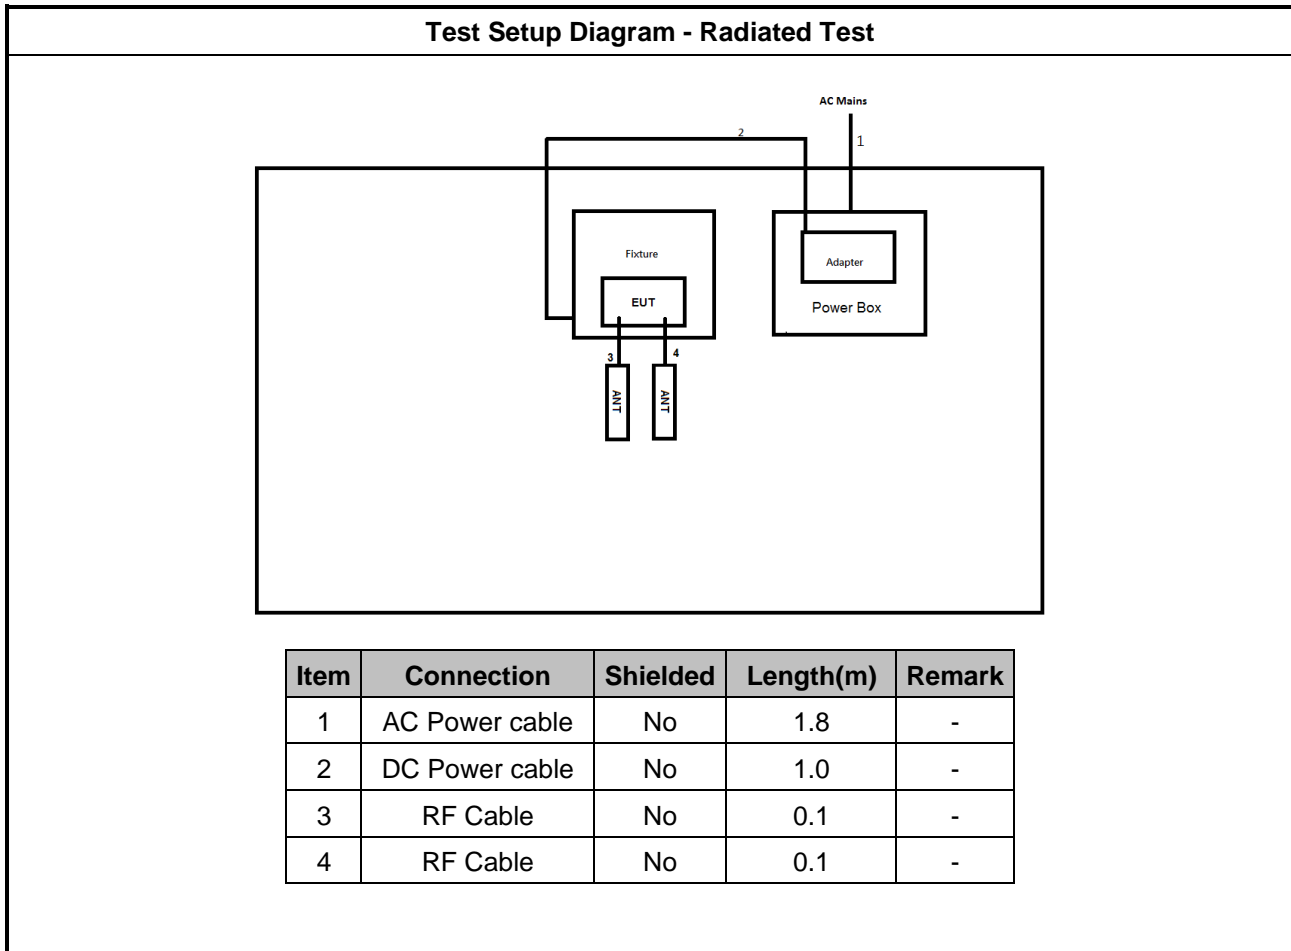 Test Setup Diagram - Radiated Test
AC Mains
2
1
Fixture
Adapter
EUT
Power Box
3
4
ANT
ANT
Item Connection Shielded Length(m) Remark
1 AC Power cable No 1.8 -
2 DC Power cable No 1.0 -
3 RF Cable No 0.1 -
4 RF Cable No 0.1 -